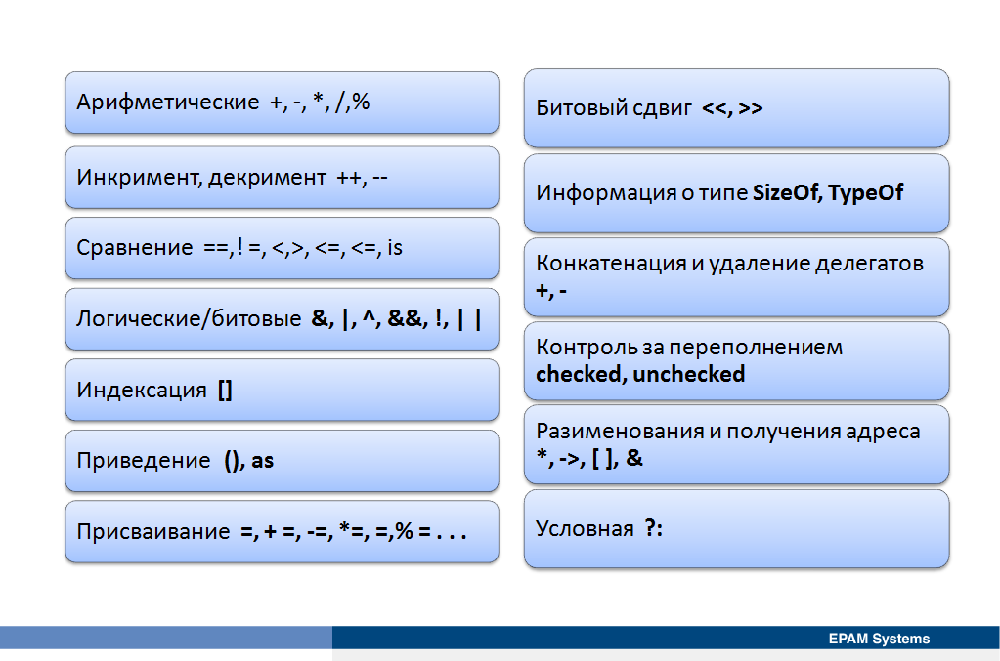 Арифметические +, -, *, /,%
Инкримент, декримент ++, --
Сравнение ==,! =, <,>, <=, <=, is
Логические/битовые &, |, ^, &&, !, | |
Индексация []
Приведение (), as
Присваивание =, + =, -=, *=, =,% = . . .
Битовый сдвиг <<, >>
Информация о типе SizeOf, TypeOf
Конкатенация и удаление делегатов
+, -
Контроль за переполнением
checked, unchecked
Разименования и получения адреса
*, ->, [ ], &
Условная ?:
EPAM Systems